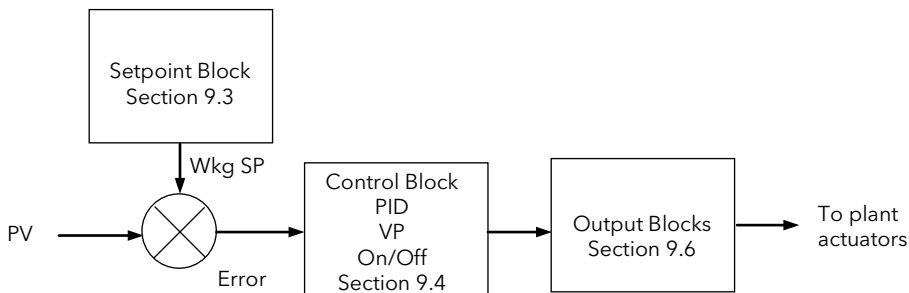 Setpoint Block
Section 9.3
Wkg SP
PV
Error
Control Block
PID
VP
On/Off
Section 9.4
Output Blocks
Section 9.6
To plant
actuators